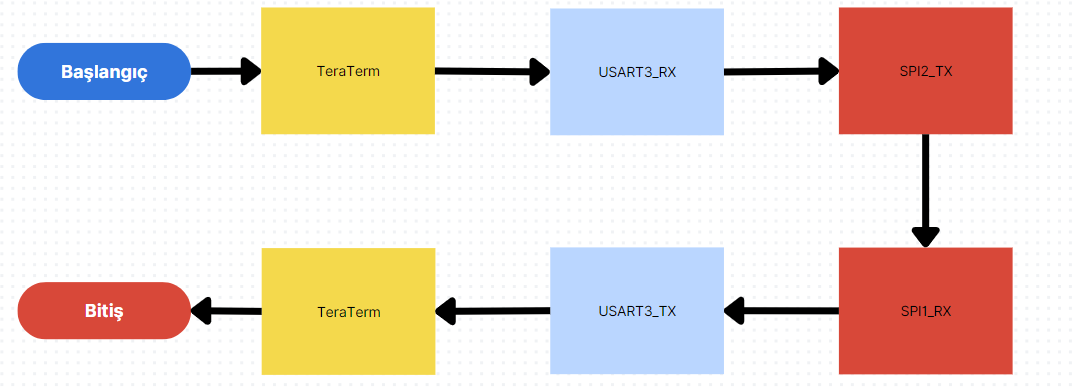 Başlangıç
TeraTerm
USART3_RX
SPI2_TX
SPI1_RX
USART3_TX
TeraTerm
Bitiş